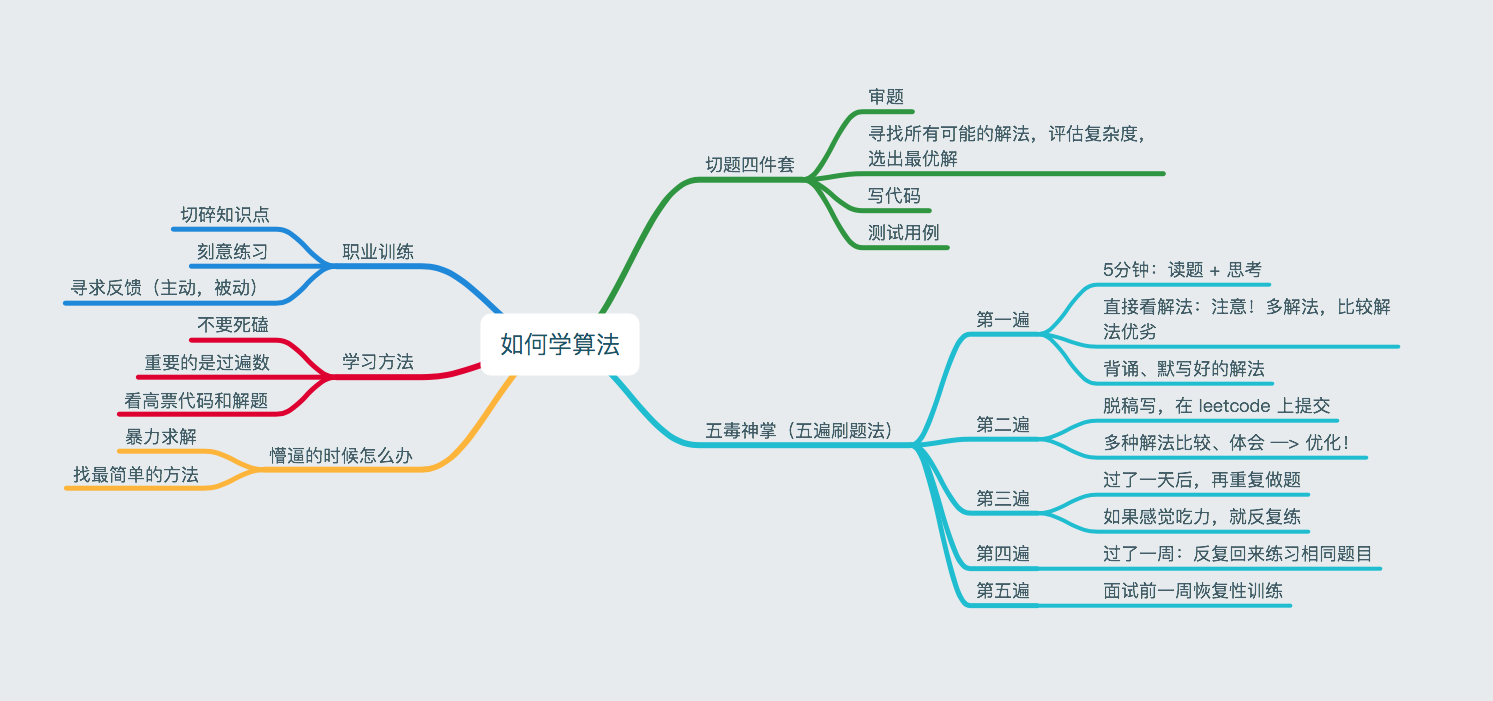 如何学算法
切题四件套
审题
寻找所有可能的解法，评估复杂度，
选出最优解
写代码
测试用例
五毒神掌（五遍刷题法）
第一遍
5分钟：读题 + 思考
直接看解法：注意！多解法，比较解
法优劣
背诵、默写好的解法
第二遍
脱稿写，在 leetcode 上提交
多种解法比较、体会 —> 优化！
第三遍
过了一天后，再重复做题
如果感觉吃力，就反复练
第四遍
过了一周：反复回来练习相同题目
第五遍
面试前一周恢复性训练
职业训练
切碎知识点
刻意练习
寻求反馈（主动，被动）
学习方法
不要死磕
重要的是过遍数
看高票代码和解题
懵逼的时候怎么办
暴力求解
找最简单的方法